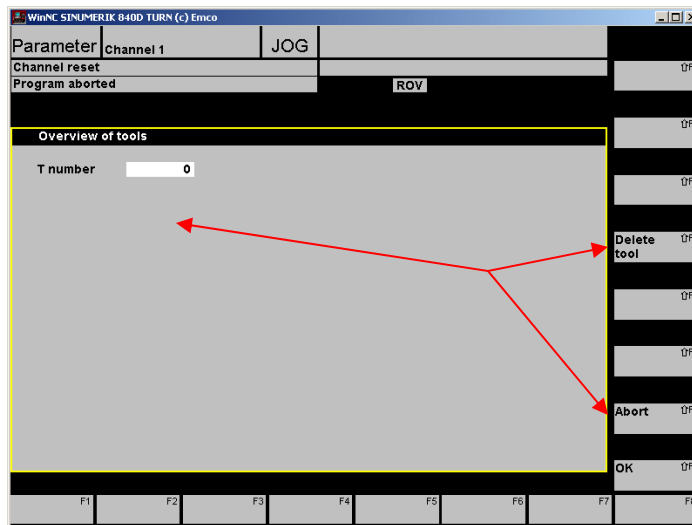 WinNC SINUMERIK 840D TURN (c) Emco
Parameter Channel 1 JOG
Channel reset
Program aborted ROV
Overview of tools
T number 0
Delete
tool
Abort
OK
F1 F2 F3 F4 F5 F6 F7